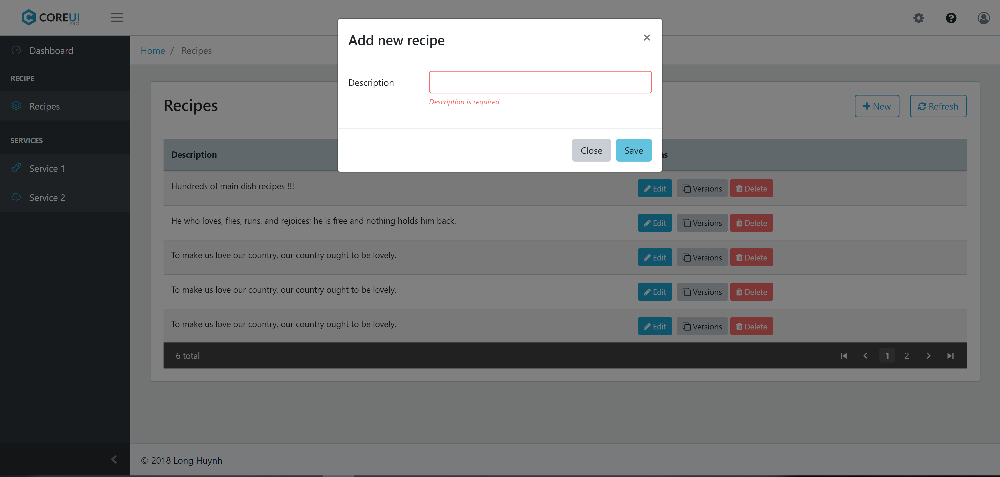 COREUI
PRO
Dashboard
RECIPE
Recipes
SERVICES
Service 1
Service 2
Home / Recipes
Add new recipe ×
Description
Description is required
Close Save
Recipes
New Refresh
Description
Hundreds of main dish recipes !!! Edit Versions Delete
He who loves, flies, runs, and rejoices; he is free and nothing holds him back. Edit Versions Delete
To make us love our country, our country ought to be lovely. Edit Versions Delete
To make us love our country, our country ought to be lovely. Edit Versions Delete
To make us love our country, our country ought to be lovely. Edit Versions Delete
6 total 1 2
© 2018 Long Huynh